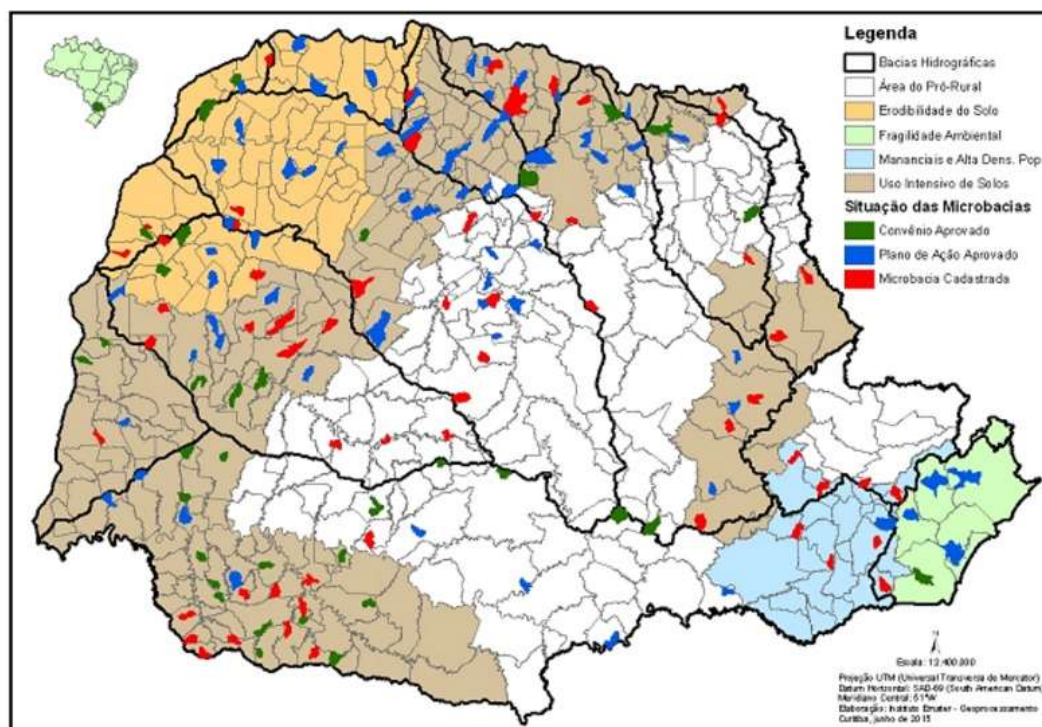 Legenda
Bacias Hidrográficas
Área do Pró-Rural
Erodibilidade do Solo
Fragilidade Ambiental
Mananciais e Alta Dens. Pop
Uso Intensivo de Solos
Situação das Microbacias
Convênio Aprovado
Plano de Ação Aprovado
Microbacia Cadastrada
Escala: 1:2.400.000
Projeção UTM (Universal Transversa de Mercator)
Datum Horizontal: SAD-69 (South American Datum)
Meridiano Central: 51°W
Elaboração: Instituto Emater - Geoprocessamento
Curitiba, junho de 2015